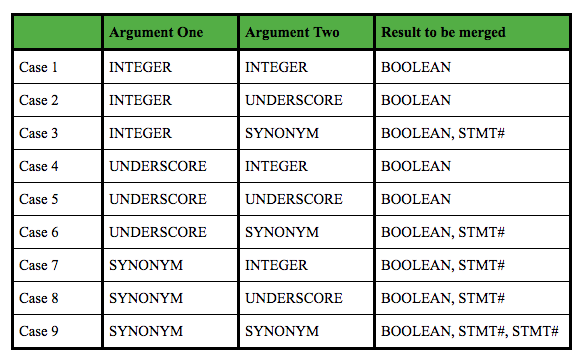 Argument One Argument Two Result to be merged
Case 1 INTEGER INTEGER BOOLEAN
Case 2 INTEGER UNDERSCORE BOOLEAN
Case 3 INTEGER SYNONYM BOOLEAN, STMT#
Case 4 UNDERSCORE INTEGER BOOLEAN
Case 5 UNDERSCORE UNDERSCORE BOOLEAN
Case 6 UNDERSCORE SYNONYM BOOLEAN, STMT#
Case 7 SYNONYM INTEGER BOOLEAN, STMT#
Case 8 SYNONYM UNDERSCORE BOOLEAN, STMT#
Case 9 SYNONYM SYNONYM BOOLEAN, STMT#, STMT#